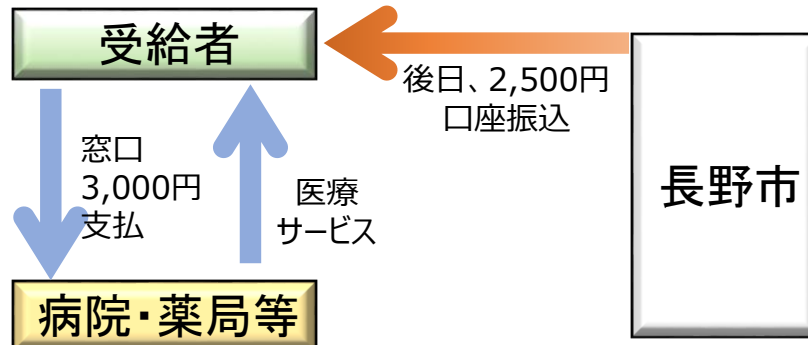 受給者
後日、2,500円
口座振込
長野市
窓口
3,000円
支払
医療
サービス
病院・薬局等